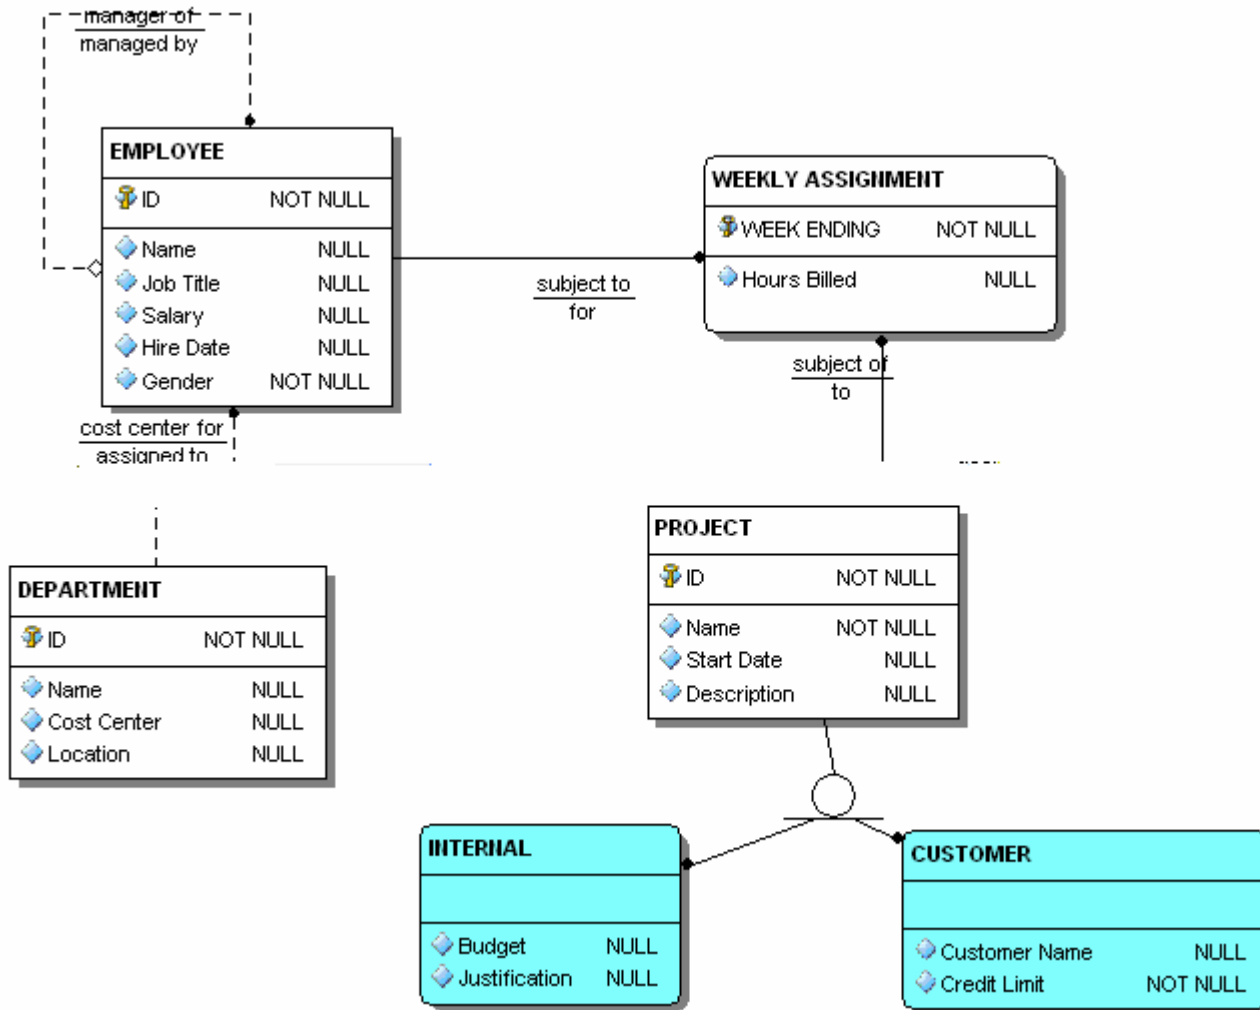 manager of
managed by
EMPLOYEE
ID NOT NULL
Name NULL
Job Title NULL
Salary NULL
Hire Date NULL
Gender NOT NULL
subject to
for
WEEKLY ASSIGNMENT
WEEK ENDING NOT NULL
Hours Billed NULL
subject of
to
cost center for
assigned to
DEPARTMENT
ID NOT NULL
Name NULL
Cost Center NULL
Location NULL
PROJECT
ID NOT NULL
Name NOT NULL
Start Date NULL
Description NULL
INTERNAL
Budget NULL
Justification NULL
CUSTOMER
Customer Name NULL
Credit Limit NOT NULL